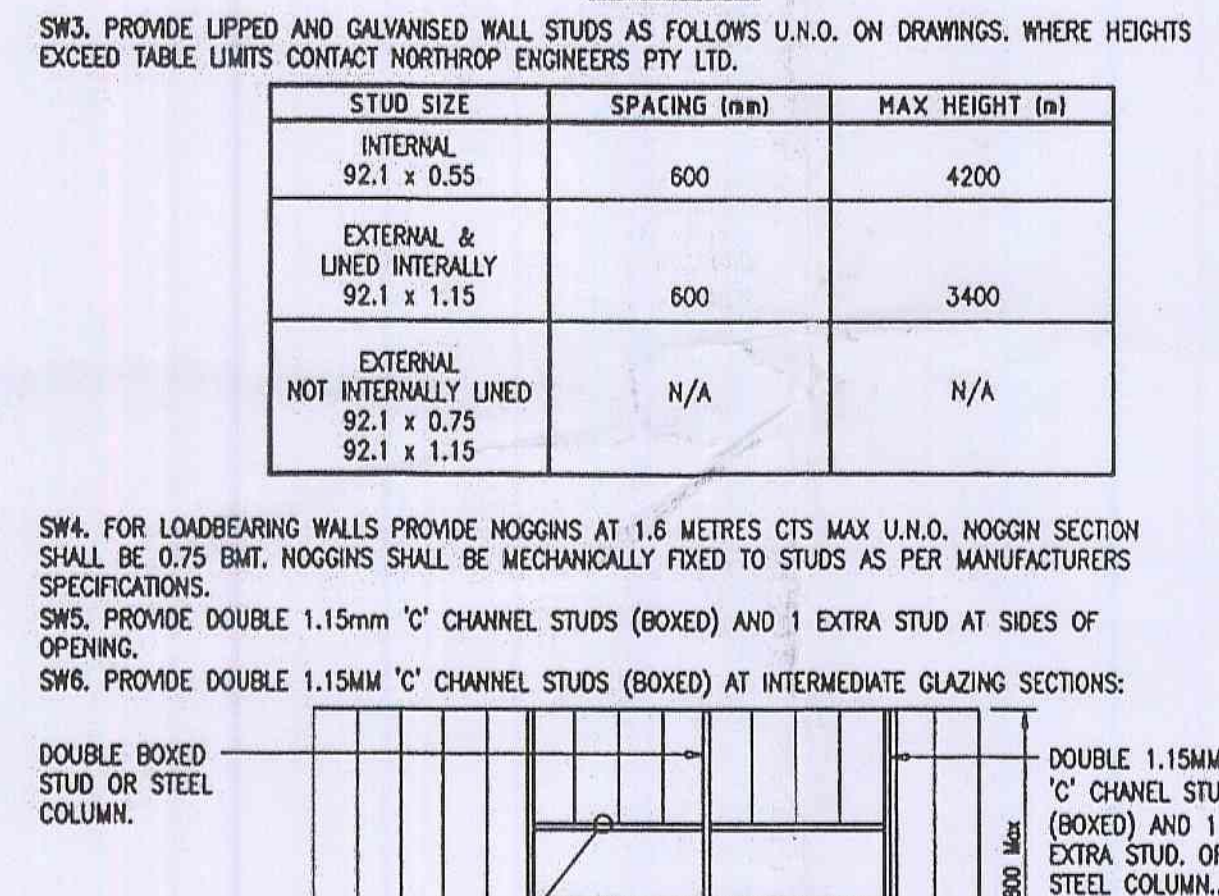 SW3. PROVIDE LIPPED AND GALVANISED WALL STUDS AS FOLLOWS U.N.O. ON DRAWINGS. WHERE HEIGHTS
EXCEED TABLE LIMITS CONTACT NORTHROP ENGINEERS PTY LTD.
STUD SIZE SPACING (mm) MAX HEIGHT (m)
INTERNAL
92.1 x 0.55 600 4200
EXTERNAL &
LINED INTERALLY
92.1 x 1.15 600 3400
EXTERNAL
NOT INTERNALLY LINED N/A N/A
92.1 x 0.75
92.1 x 1.15
SW4. FOR LOADBEARING WALLS PROVIDE NOGGINS AT 1.6 METRES CTS MAX U.N.O. NOGGIN SECTION
SHALL BE 0.75 BMT. NOGGINS SHALL BE MECHANICALLY FIXED TO STUDS AS PER MANUFACTURERS
SPECIFICATIONS.
SW5. PROVIDE DOUBLE 1.15mm 'C' CHANNEL STUDS (BOXED) AND 1 EXTRA STUD AT SIDES OF
OPENING.
SW6. PROVIDE DOUBLE 1.15MM 'C' CHANNEL STUDS (BOXED) AT INTERMEDIATE GLAZING SECTIONS:
DOUBLE BOXED
STUD OR STEEL
COLUMN.
DOUBLE 1.15MM
'C' CHANEL STU
(BOXED) AND 1
EXTRA STUD. OR
STEEL COLUMN.
Max